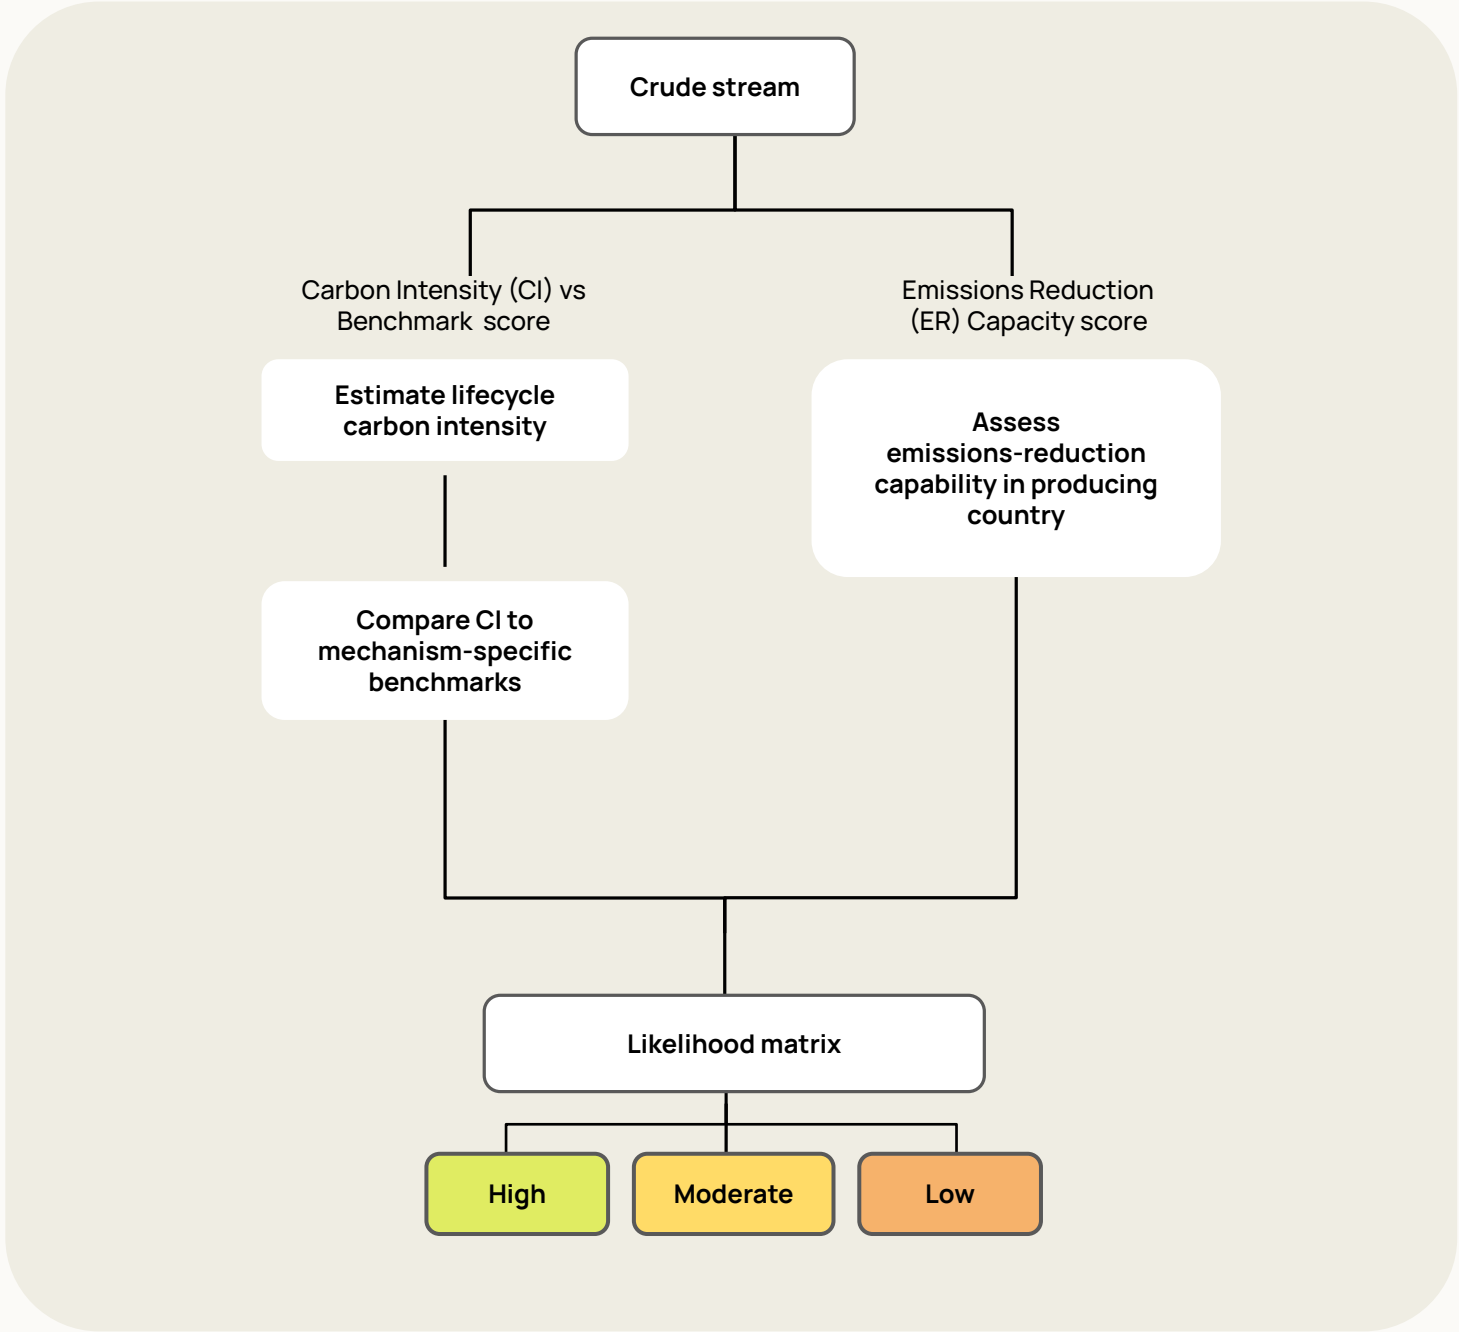 Crude stream
Carbon Intensity (CI) vs
Benchmark score
Estimate lifecycle
carbon intensity
Compare CI to
mechanism-specific
benchmarks
Emissions Reduction
(ER) Capacity score
Assess
emissions-reduction
capability in producing
country
Likelihood matrix
High
Moderate
Low